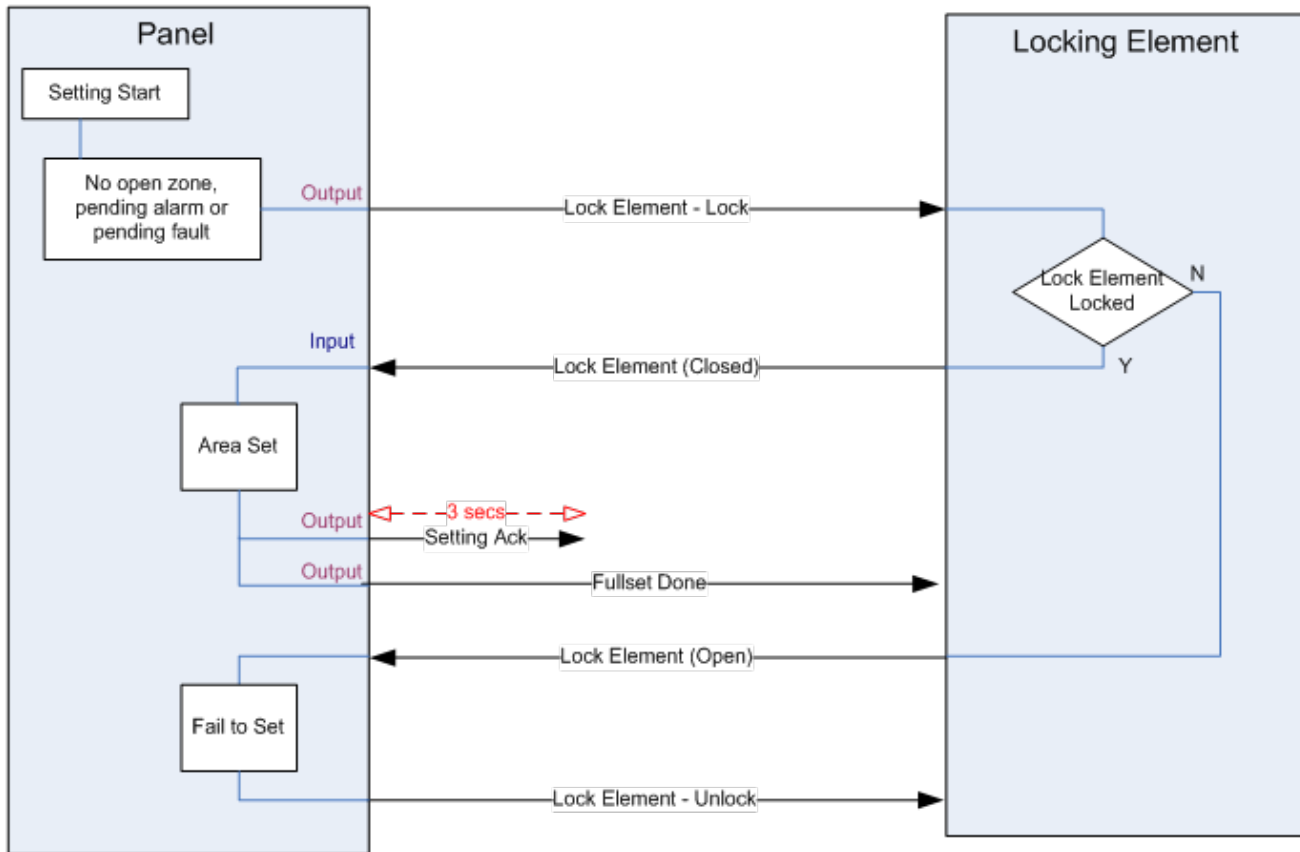 Panel
Locking Element
Setting Start
No open zone,
pending alarm or
pending fault
Output
Lock Element - Lock
Lock Element
Locked
N
Y
Input
Lock Element (Closed)
Area Set
3 secs
Output
Setting Ack
Output
Fullset Done
Lock Element (Open)
Fail to Set
Lock Element - Unlock